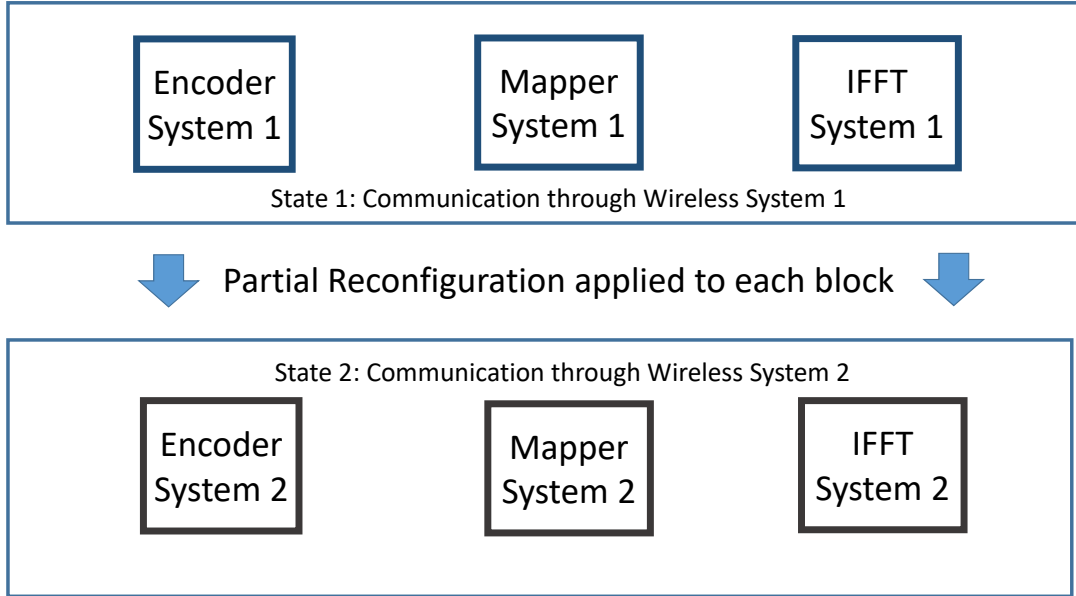 Encoder
System 1
Mapper
System 1
IFFT
System 1
State 1: Communication through Wireless System 1
Partial Reconfiguration applied to each block
State 2: Communication through Wireless System 2
Encoder
System 2
Mapper
System 2
IFFT
System 2